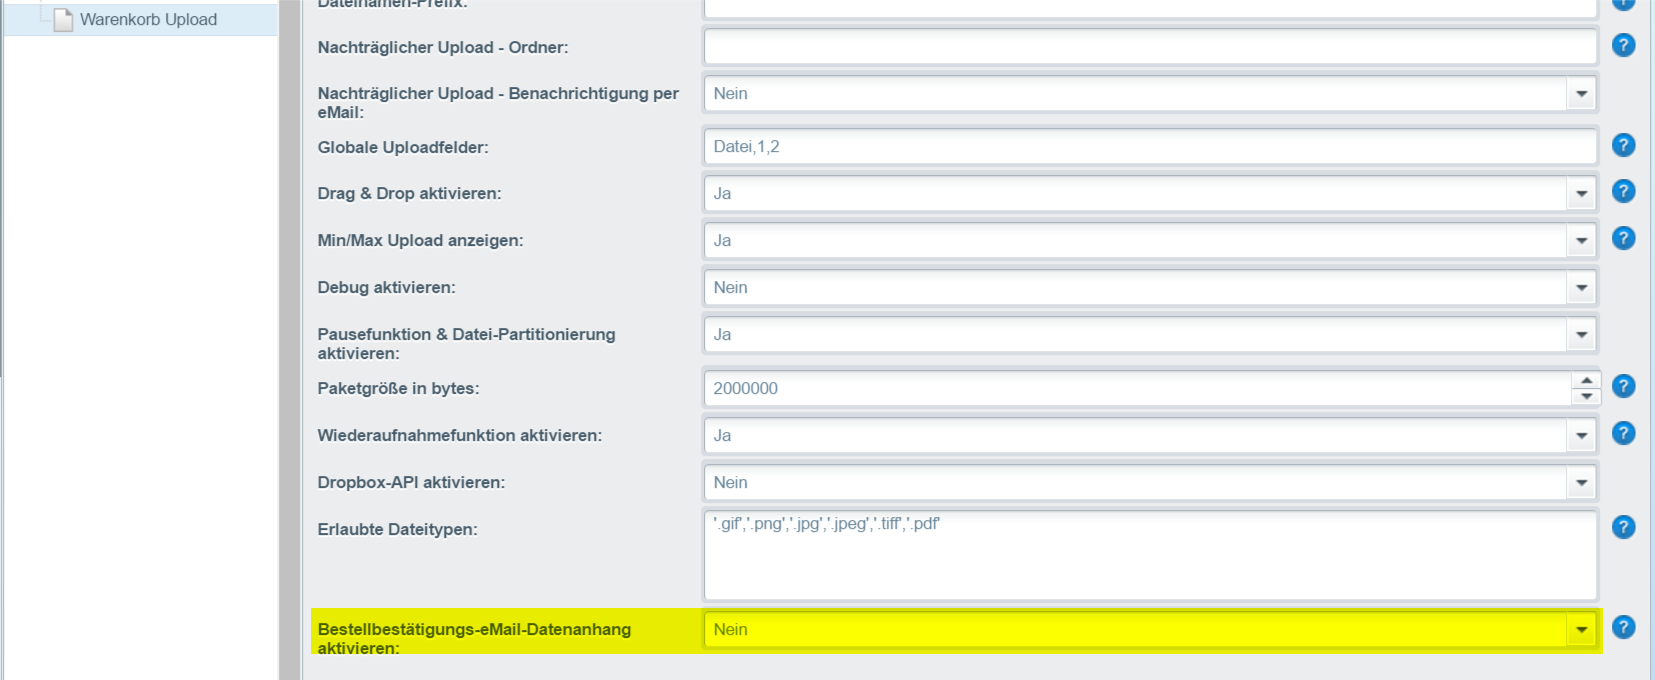 Warenkorb Upload
Dateinamen-Prefix:
Nachträglicher Upload - Ordner:
Nachträglicher Upload - Benachrichtigung per
eMail:
Nein
Globale Uploadfelder:
Datei,1,2
Drag & Drop aktivieren:
Ja
Min/Max Upload anzeigen:
Ja
Debug aktivieren:
Nein
Pausefunktion & Datei-Partitionierung
aktivieren:
Ja
Paketgröße in bytes:
2000000
Wiederaufnahmefunktion aktivieren:
Ja
Dropbox-API aktivieren:
Nein
Erlaubte Dateitypen:
'.gif','.png','.jpg','.jpeg','.tiff','.pdf'
Bestellbestätigungs-eMail-Datenanhang
aktivieren:
Nein